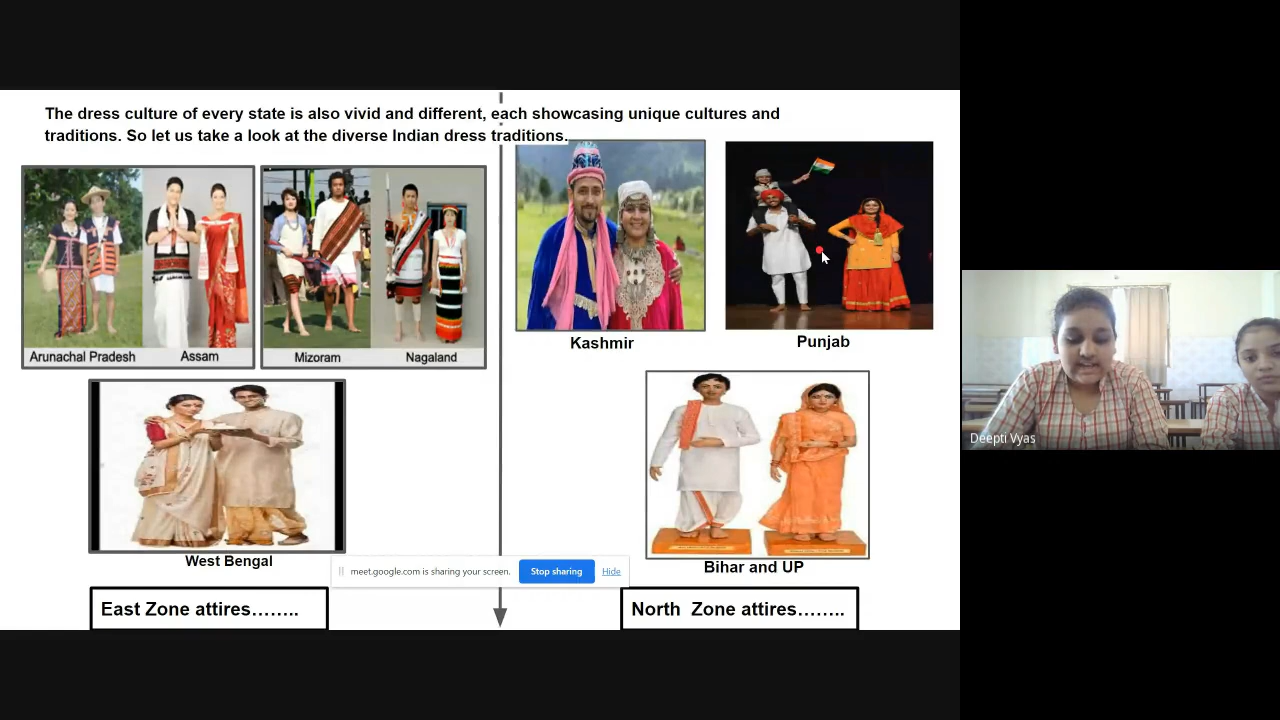 The dress culture of every state is also vivid and different, each showcasing unique cultures and
traditions. So let us take a look at the diverse Indian dress traditions.
Arunachal Pradesh
Assam
Mizoram
Nagaland
Kashmir
Punjab
West Bengal
Bihar and UP
meet.google.com is sharing your screen.
Stop sharing
Hide
East Zone attires……..
North Zone attires……..
Deepti Vyas